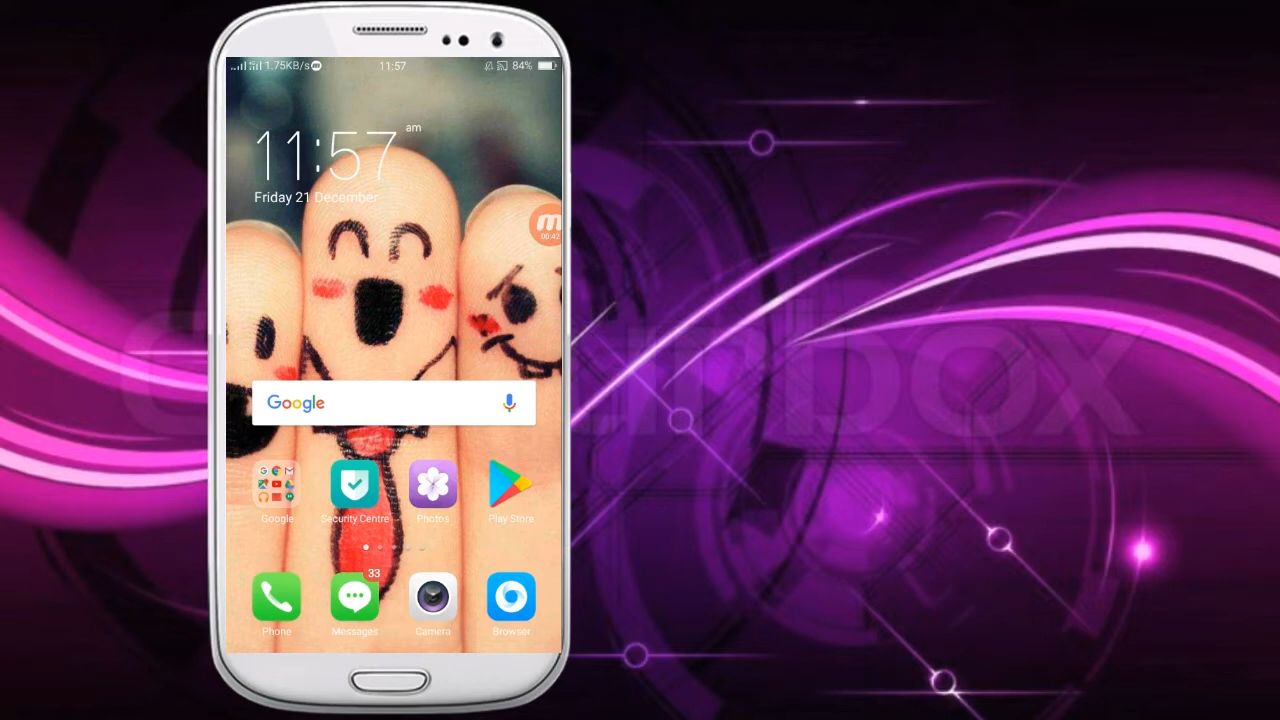 1.75KB/s 11:57 84%
11:57 am
Friday 21 December
00:42
Google
Google Security Centre Photos Play Store
33
Phone Messages Camera Browser